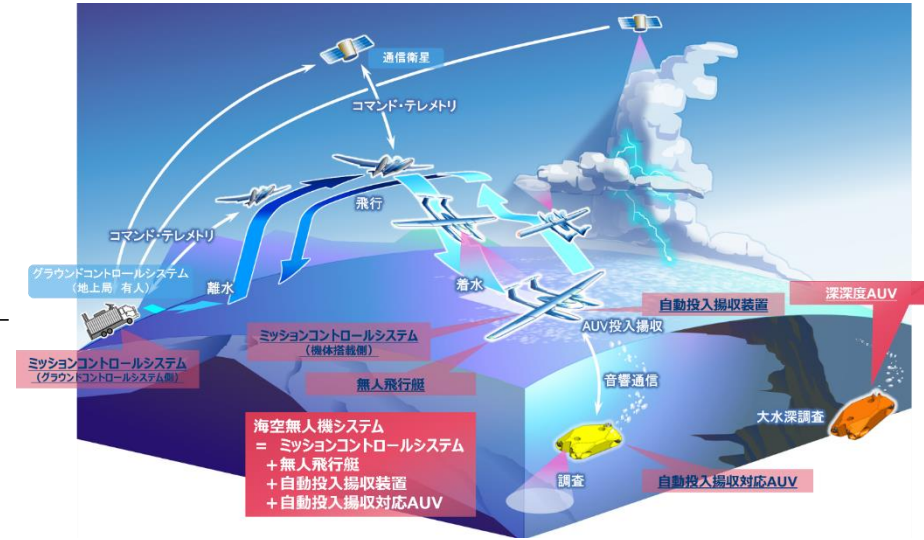 通信衛星
コマンド・テレメトリ
飛行
コマンド・テレメトリ
グラウンドコントロールシステム
(地上局 有人)
離水
着水
自動投入揚収装置
深深度AUV
AUV投入揚収
ミッションコントロールシステム
(機体搭載側)
ミッションコントロールシステム
(グラウンドコントロールシステム側)
無人飛行艇
音響通信
大水深調査
海空無人機システム
= ミッションコントロールシステム
+無人飛行艇
+自動投入揚収装置
+自動投入揚収対応AUV
調査
自動投入揚収対応AUV